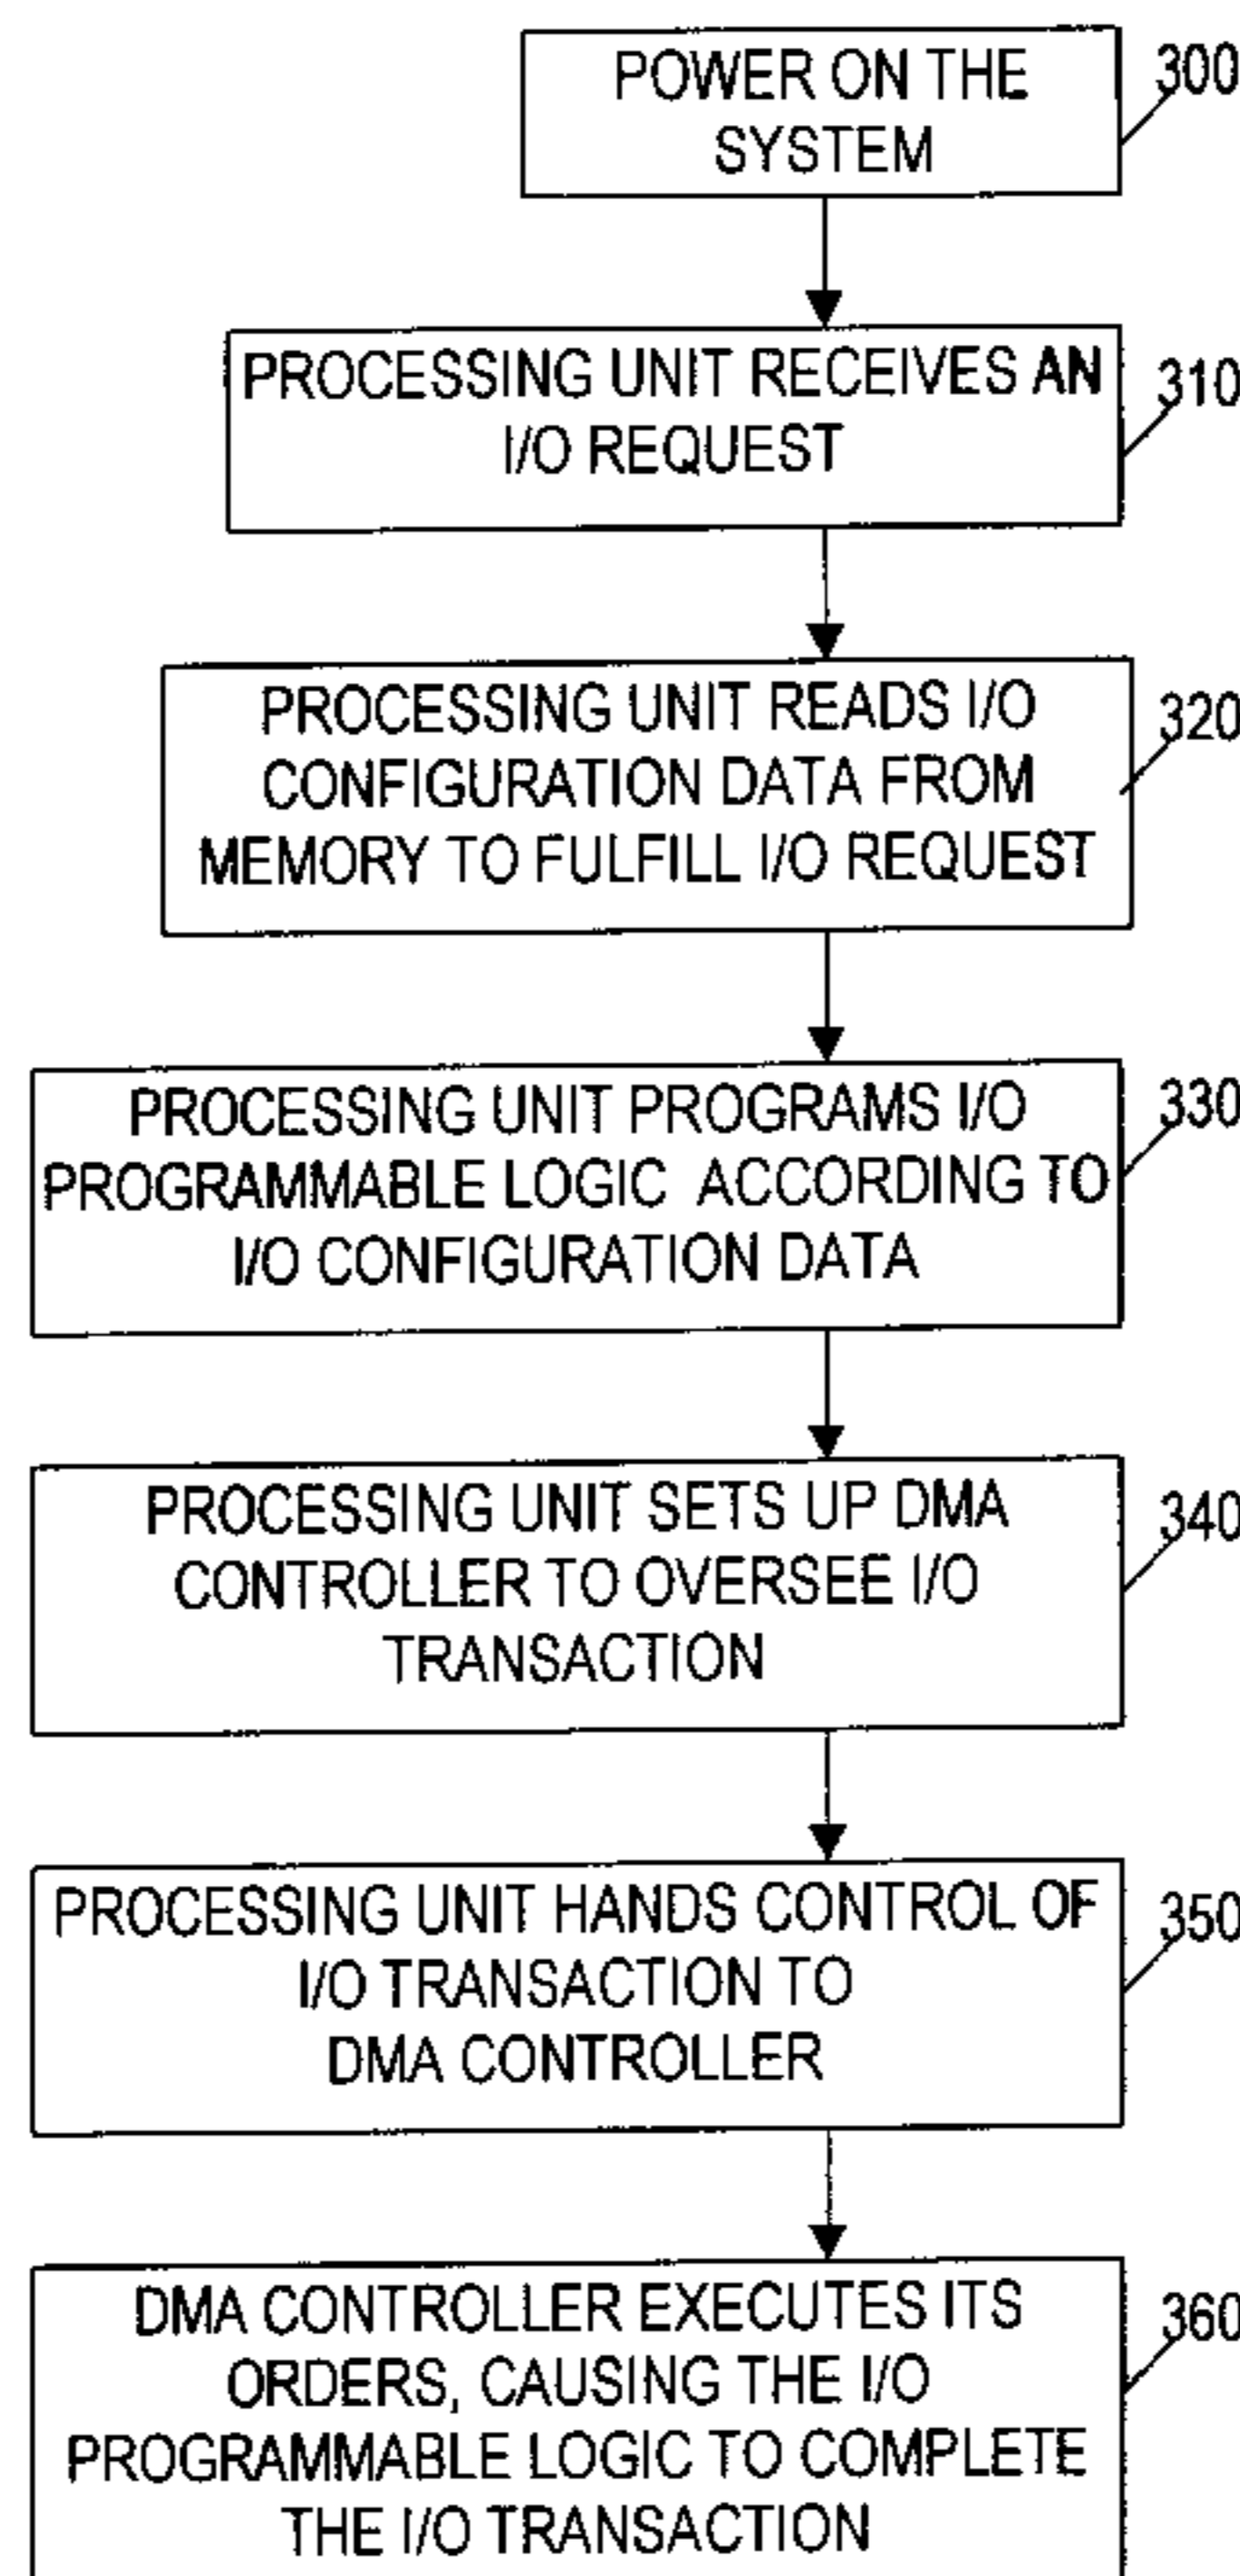 POWER ON THE
SYSTEM
300
PROCESSING UNIT RECEIVES AN
I/O REQUEST
310
PROCESSING UNIT READS I/O
CONFIGURATION DATA FROM
MEMORY TO FULFILL I/O REQUEST
320
PROCESSING UNIT PROGRAMS I/O
PROGRAMMABLE LOGIC ACCORDING TO
I/O CONFIGURATION DATA
330
PROCESSING UNIT SETS UP DMA
CONTROLLER TO OVERSEE I/O
TRANSACTION
340
PROCESSING UNIT HANDS CONTROL OF
I/O TRANSACTION TO
DMA CONTROLLER
350
DMA CONTROLLER EXECUTES ITS
ORDERS, CAUSING THE I/O
PROGRAMMABLE LOGIC TO COMPLETE
THE I/O TRANSACTION
360